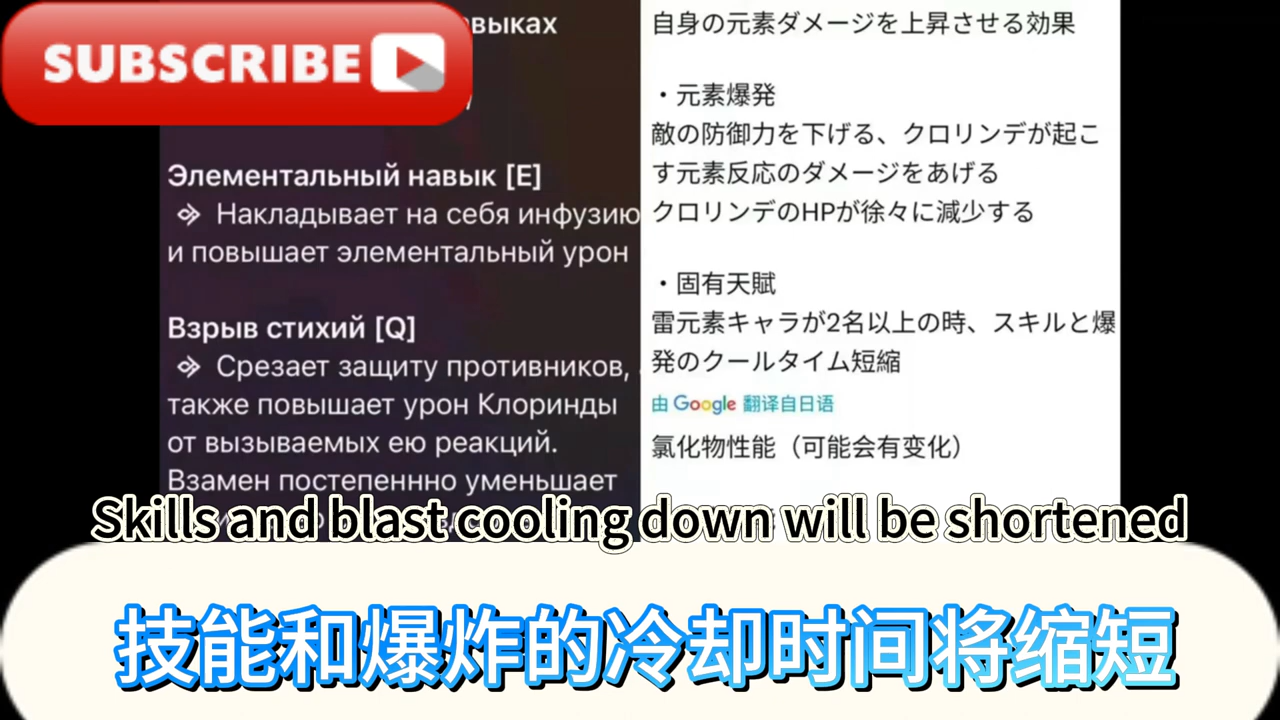 SUBSCRIBE
Элементальный навык [E]
Накладывает на себя инфузию
и повышает элементальный урон
Взрыв стихий [Q]
Срезает защиту противников,
также повышает урон Клоринды
от вызываемых ею реакций.
Взамен постепеннно уменьшает
自身の元素ダメージを上昇させる効果
・元素爆発
敵の防御力を下げる、クロリンデが起こ
す元素反応のダメージをあげる
クロリンデのHPが徐々に減少する
・固有天賦
雷元素キャラが2名以上の時、スキルと爆
発のクールタイム短縮
由 Google 翻译自日语
氯化物性能（可能会有变化）
Skills and blast cooling down will be shortened
技能和爆炸的冷却时间将缩短